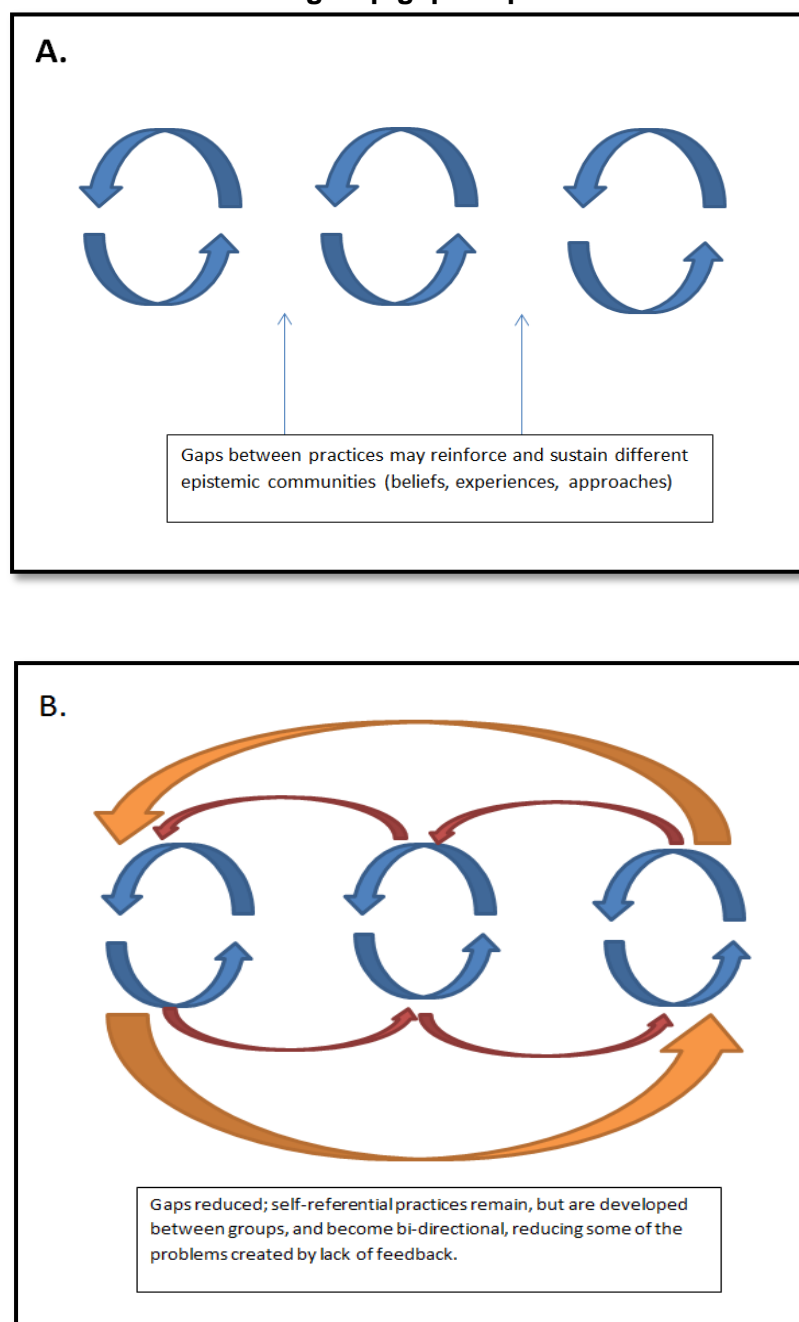 A.
Gaps between practices may reinforce and sustain different
epistemic communities (beliefs, experiences, approaches)
B.
Gaps reduced; self-referential practices remain, but are developed
between groups, and become bi-directional, reducing some of the
problems created by lack of feedback.